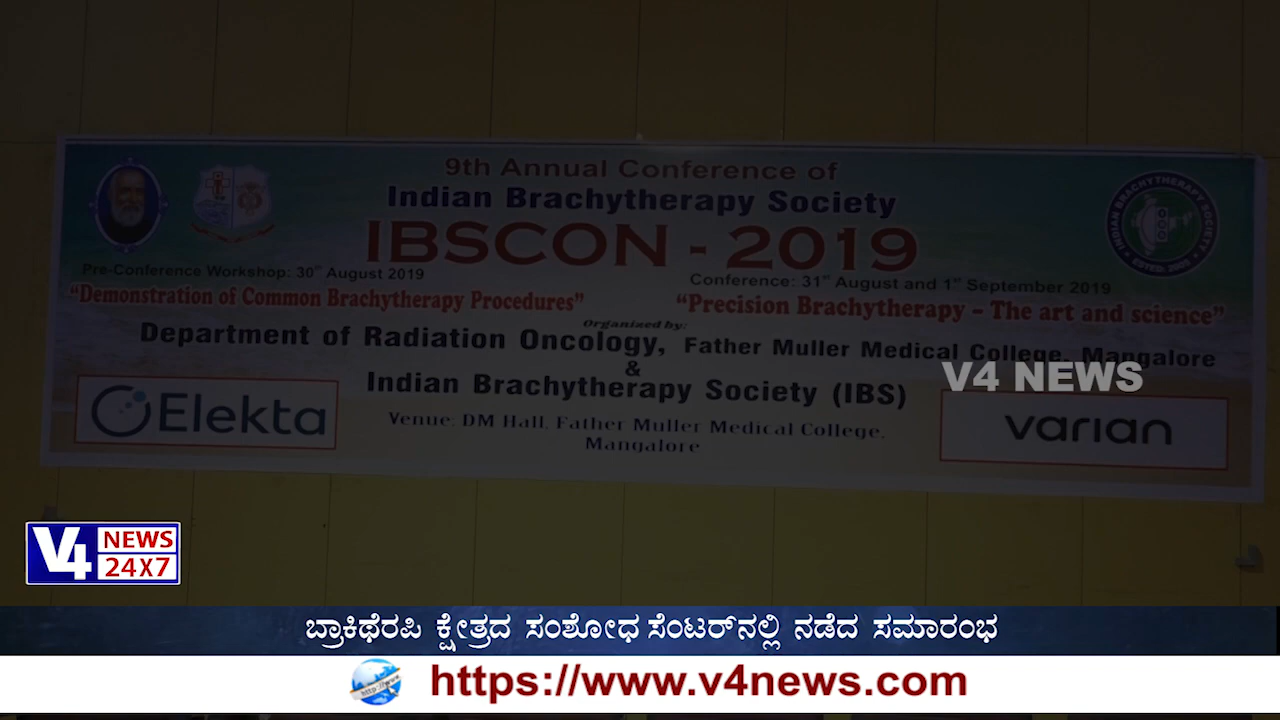 9th Annual Conference of
Indian Brachytherapy Society
IBSCON - 2019
Pre-Conference Workshop: 30th August 2019
Conference: 31st August and 1st September 2019
"Demonstration of Common Brachytherapy Procedures"
"Precision Brachytherapy - The art and science"
Organized by:
Department of Radiation Oncology, Father Muller Medical College, Mangalore
&
Indian Brachytherapy Society (IBS)
Venue: DM Hall, Father Muller Medical College,
Mangalore
Elekta
varian
INDIAN BRACHYTHERAPY SOCIETY
V4 NEWS
V4 NEWS 24X7
ಬ್ರಾಕಿಥೆರಪಿ ಕ್ಷೇತ್ರದ ಸಂಶೋಧ ಸೆಂಟರ್‌ನಲ್ಲಿ ನಡೆದ ಸಮಾರಂಭ
https://www.v4news.com